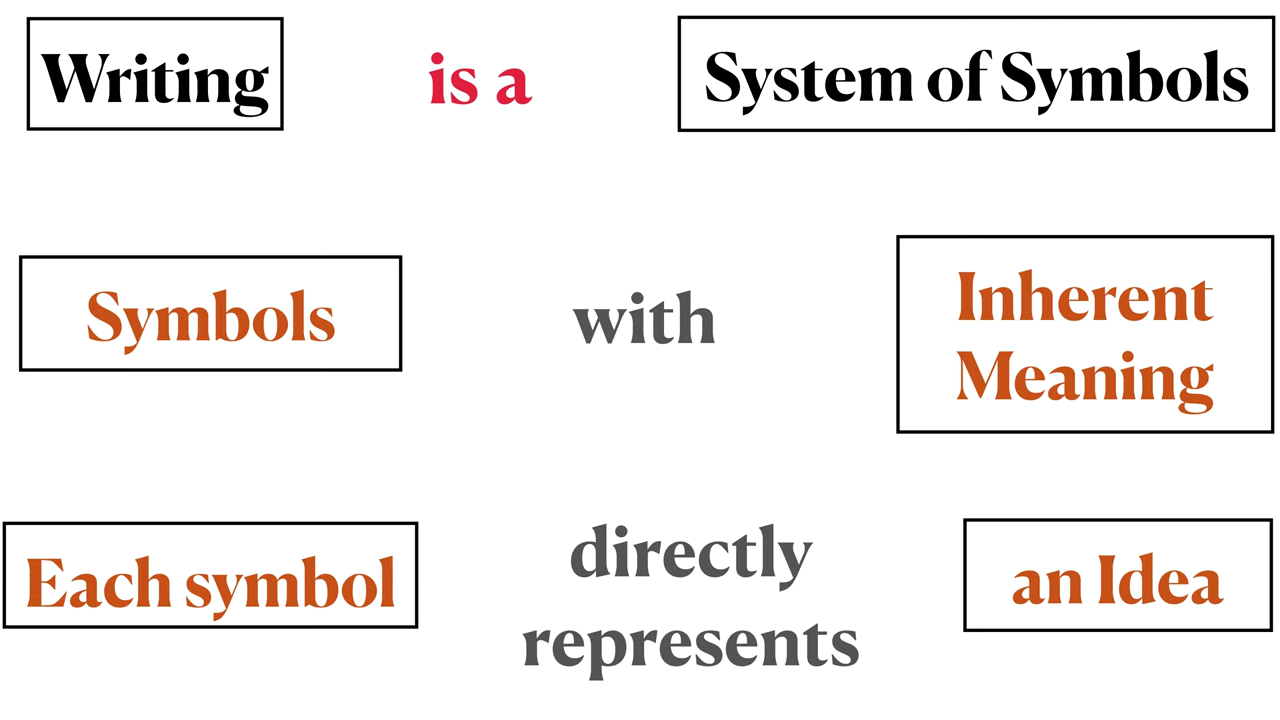 Writing is a System of Symbols
Symbols with Inherent
Meaning
Each symbol directly an Idea
represents